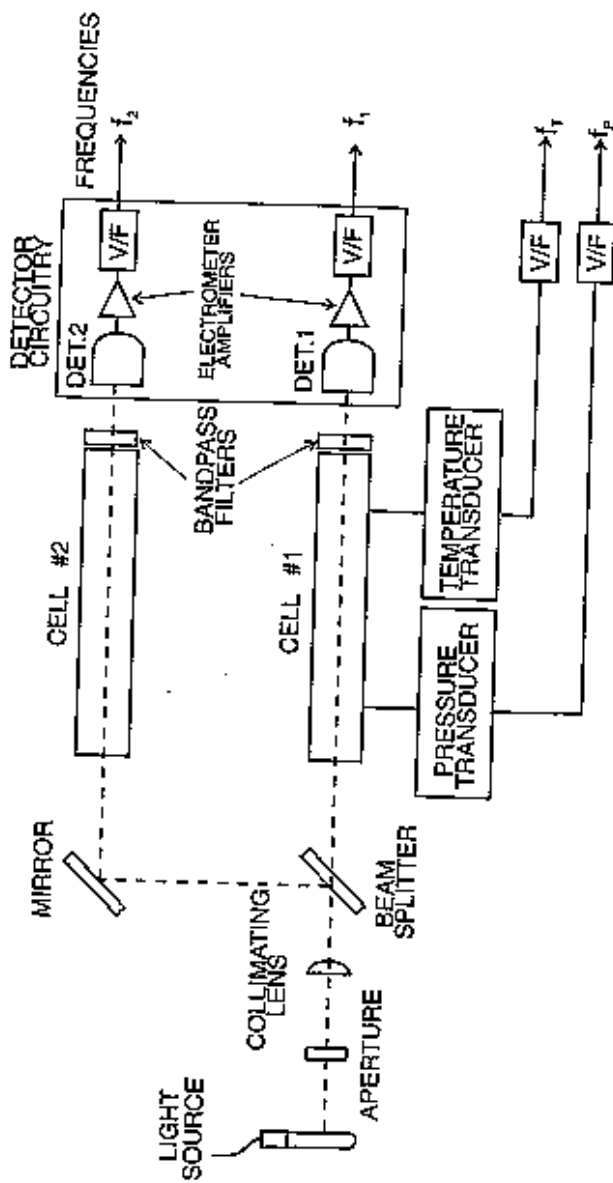 LIGHT
SOURCE
APERTURE
COLLIMATING
LENS
MIRROR
BEAM
SPLITTER
CELL #2
CELL #1
PRESSURE
TRANSDUCER
TEMPERATURE
TRANSDUCER
BANDPASS
FILTERS
DETECTOR
CIRCUITRY
DET.2
ELECTROMETER
AMPLIFIERS
DET.1
V/F
V/F
V/F
V/F
FREQUENCIES
f2
f1
fT
fP